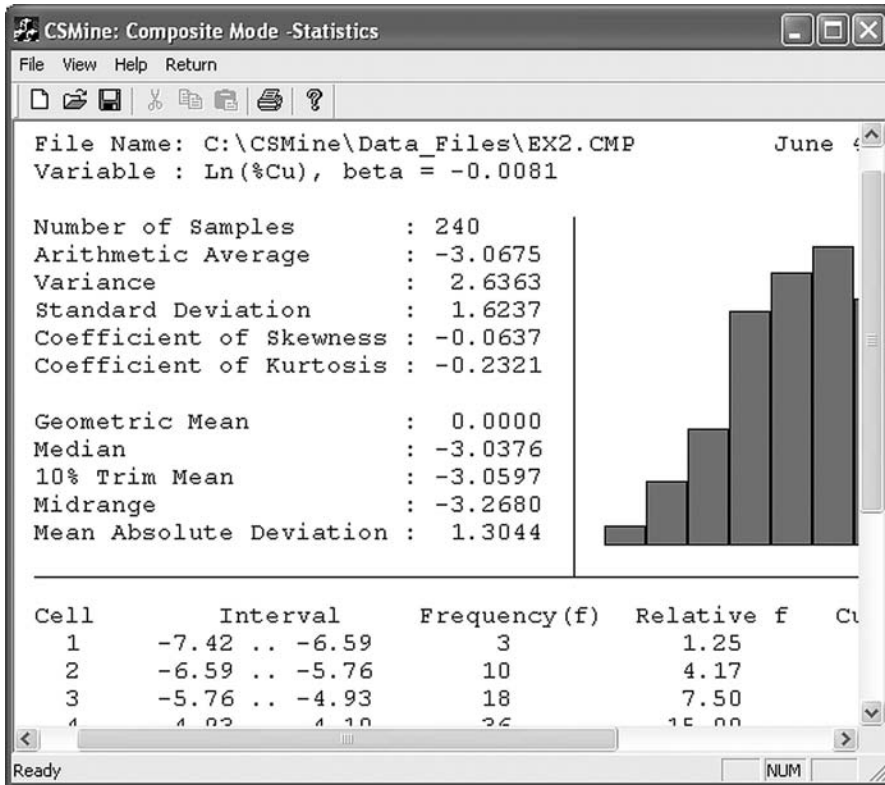 CSMine: Composite Mode -Statistics
File View Help Return
File Name: C:\CSMine\Data_Files\EX2.CMP June
Variable : Ln(%Cu), beta = -0.0081
Number of Samples : 240
Arithmetic Average : -3.0675
Variance : 2.6363
Standard Deviation : 1.6237
Coefficient of Skewness : -0.0637
Coefficient of Kurtosis : -0.2321
Geometric Mean : 0.0000
Median : -3.0376
10% Trim Mean : -3.0597
Midrange : -3.2680
Mean Absolute Deviation : 1.3044
Cell Interval Frequency(f) Relative f
1 -7.42 .. -6.59 3 1.25
2 -6.59 .. -5.76 10 4.17
3 -5.76 .. -4.93 18 7.50
Ready NUM